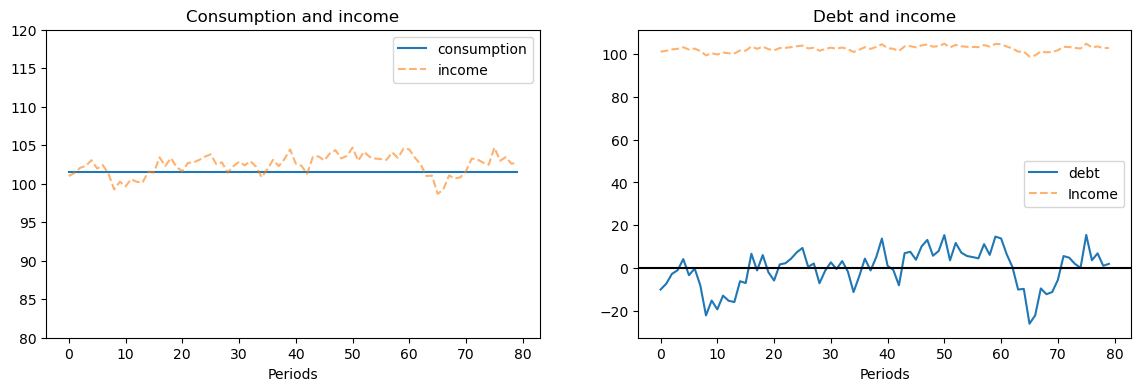 Consumption and income
120
115
110
105
100
95
90
85
80
consumption
income
0 10 20 30 40 50 60 70 80
Periods
Debt and income
100
80
60
40
20
0
−20
debt
Income
0 10 20 30 40 50 60 70 80
Periods